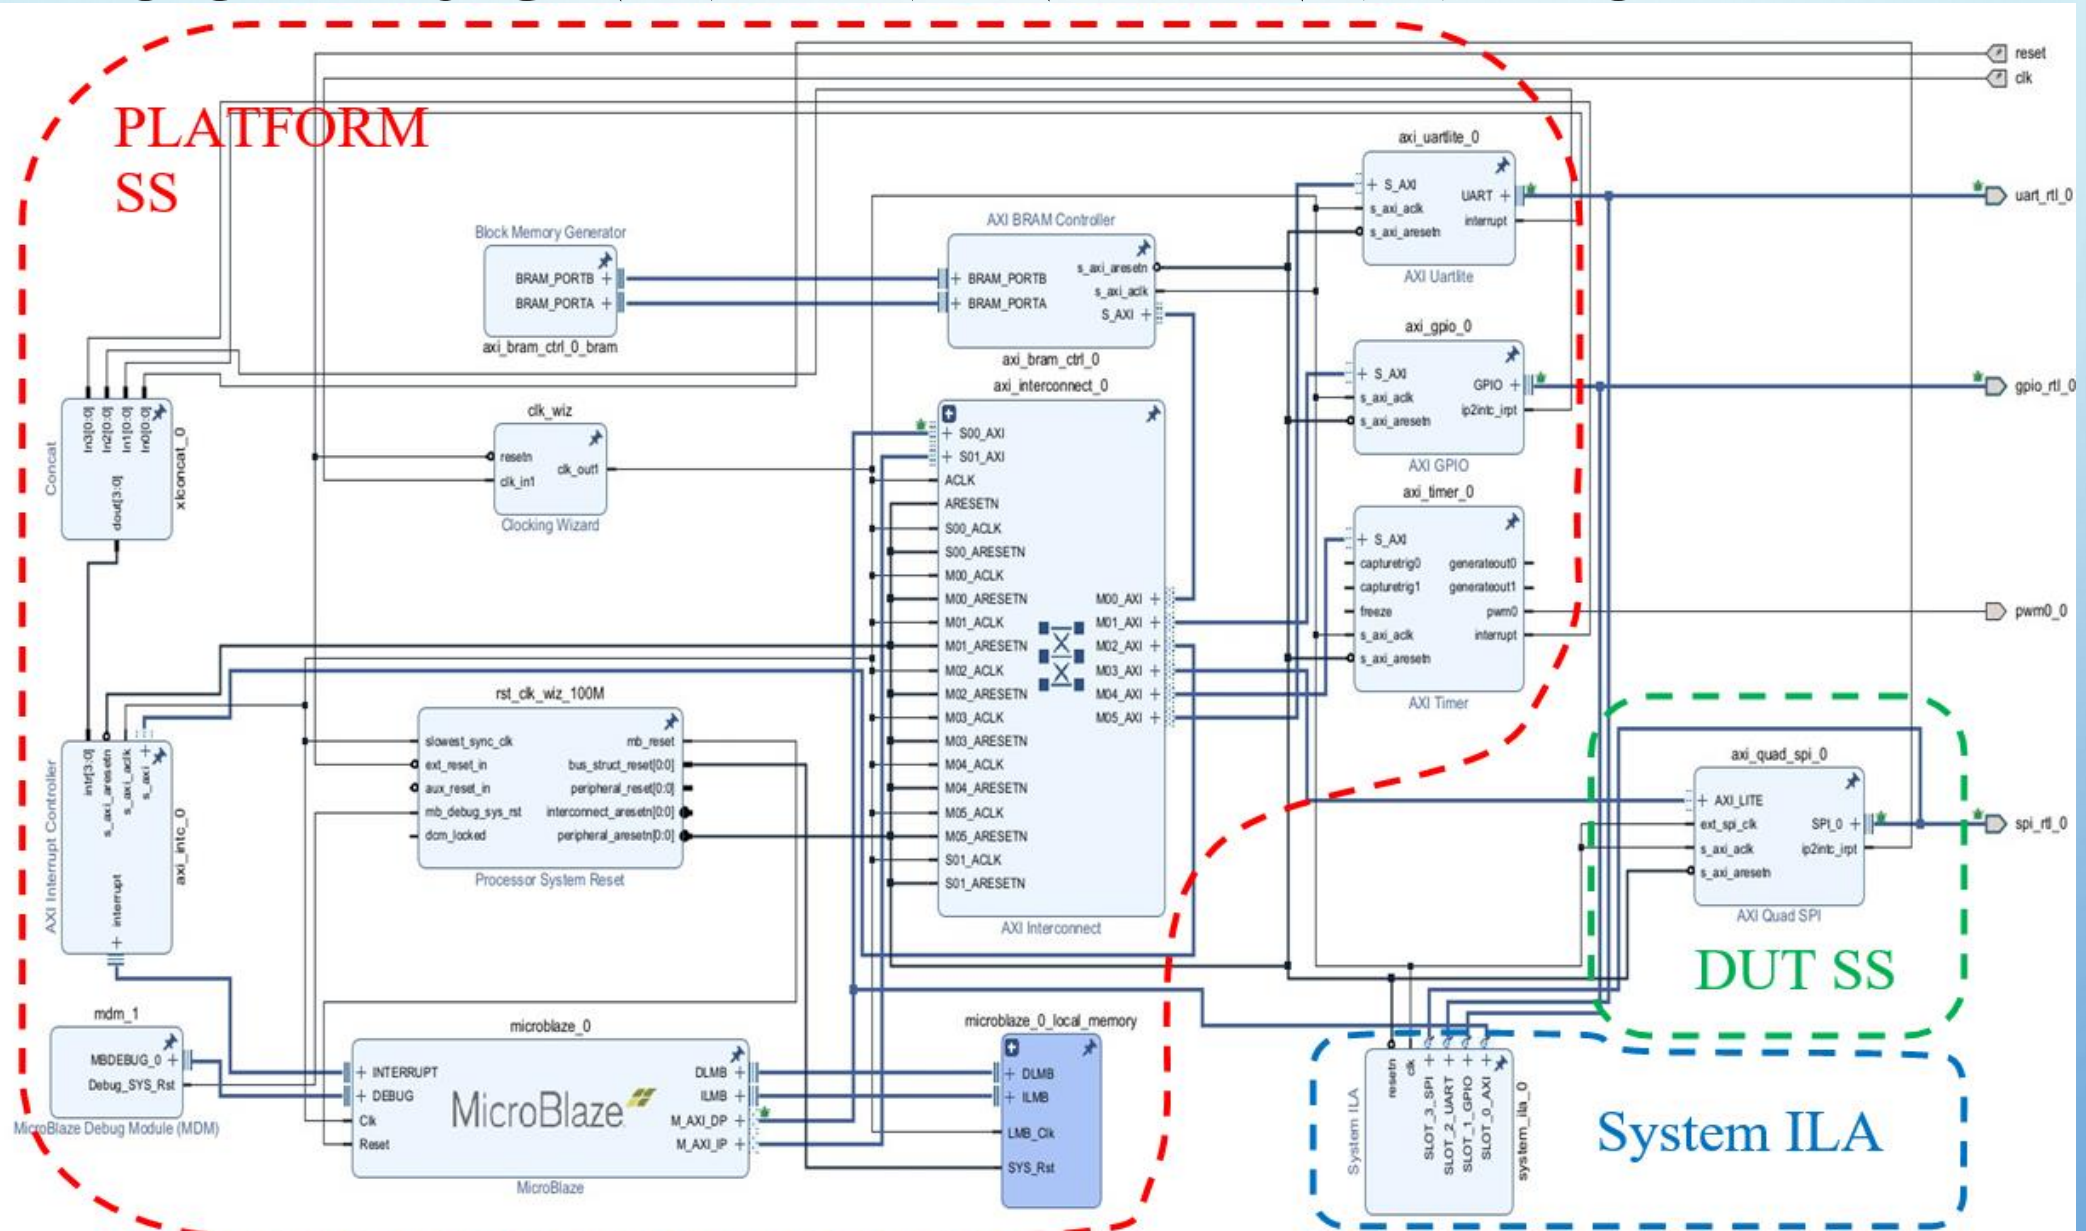 reset
clk
PLATFORM
SS
axi_uartlite_0
S_AXI
s_axi_aclk
s_axi_aresetn
UART
interrupt
AXI Uartlite
uart_rtl_0
Block Memory Generator
BRAM_PORTB
BRAM_PORTA
axi_bram_ctrl_0_bram
AXI BRAM Controller
BRAM_PORTB
BRAM_PORTA
s_axi_aresetn
s_axi_aclk
S_AXI
axi_bram_ctrl_0
axi_gpio_0
S_AXI
s_axi_aclk
s_axi_aresetn
GPIO
ip2intc_irpt
AXI GPIO
gpio_rtl_0
Concat
In3[0:0]
In2[0:0]
In1[0:0]
In0[0:0]
dout[3:0]
xlconcat_0
clk_wiz
resetn
clk_in1
clk_out1
Clocking Wizard
axi_interconnect_0
S00_AXI
S01_AXI
ACLK
ARESETN
S00_ACLK
S00_ARESETN
M00_ACLK
M00_ARESETN
M01_ACLK
M01_ARESETN
M02_ACLK
M02_ARESETN
M03_ACLK
M03_ARESETN
M04_ACLK
M04_ARESETN
M05_ACLK
M05_ARESETN
S01_ACLK
S01_ARESETN
M00_AXI
M01_AXI
M02_AXI
M03_AXI
M04_AXI
M05_AXI
AXI Interconnect
axi_timer_0
S_AXI
capturetrig0
capturetrig1
freeze
s_axi_aclk
s_axi_aresetn
generateout0
generateout1
pwm0
interrupt
AXI Timer
pwm0_0
AXI Interrupt Controller
intr[3:0]
s_axi_aresetn
s_axi_aclk
s_axi
interrupt
axi_intc_0
rst_clk_wiz_100M
slowest_sync_clk
ext_reset_in
aux_reset_in
mb_debug_sys_rst
dcm_locked
mb_reset
bus_struct_reset[0:0]
peripheral_reset[0:0]
interconnect_aresetn[0:0]
peripheral_aresetn[0:0]
Processor System Reset
axi_quad_spi_0
AXI_LITE
ext_spi_clk
s_axi_aclk
s_axi_aresetn
SPI_0
ip2intc_irpt
AXI Quad SPI
spi_rtl_0
DUT SS
mdm_1
MBDEBUG_0
Debug_SYS_Rst
MicroBlaze Debug Module (MDM)
microblaze_0
INTERRUPT
DEBUG
Clk
Reset
MicroBlaze
DLMB
ILMB
M_AXI_DP
M_AXI_IP
MicroBlaze
microblaze_0_local_memory
DLMB
ILMB
LMB_Clk
SYS_Rst
System ILA
resetn
clk
SLOT_3_SPI
SLOT_2_UART
SLOT_1_GPIO
SLOT_0_AXI
system_ila_0
System ILA